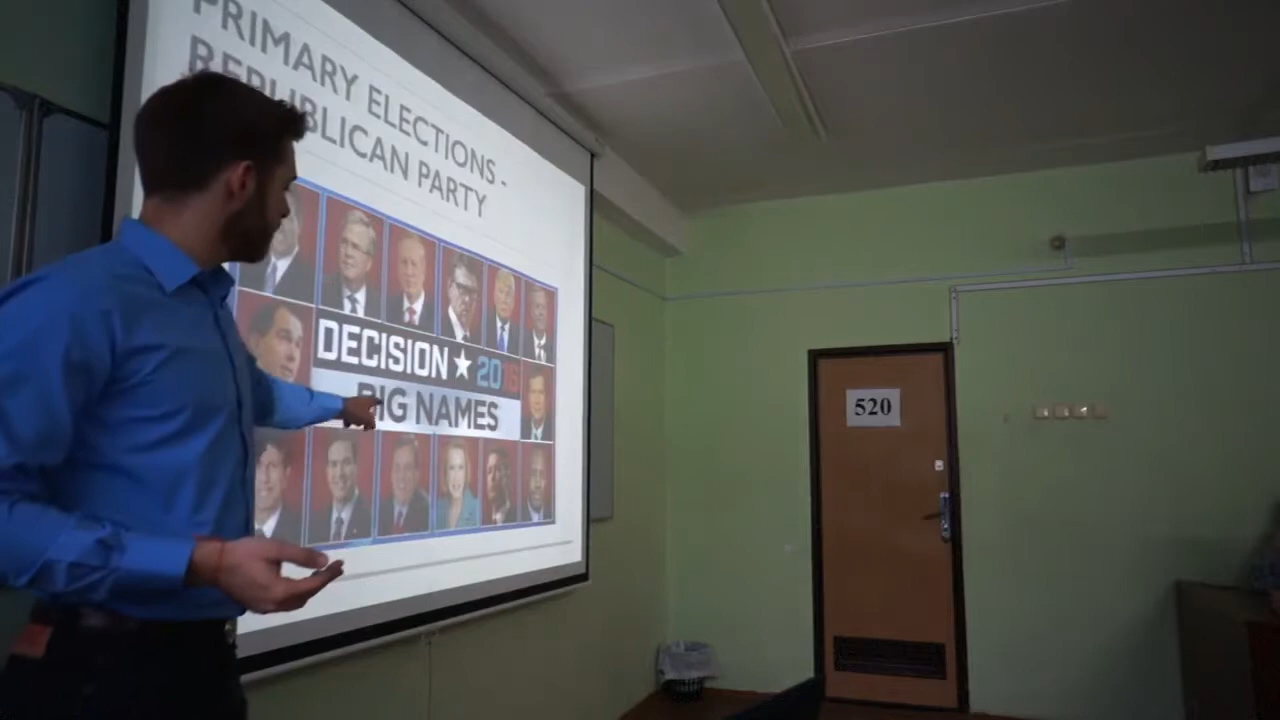 PRIMARY ELECTIONS -
REPUBLICAN PARTY
DECISION ★ 2016
BIG NAMES
520